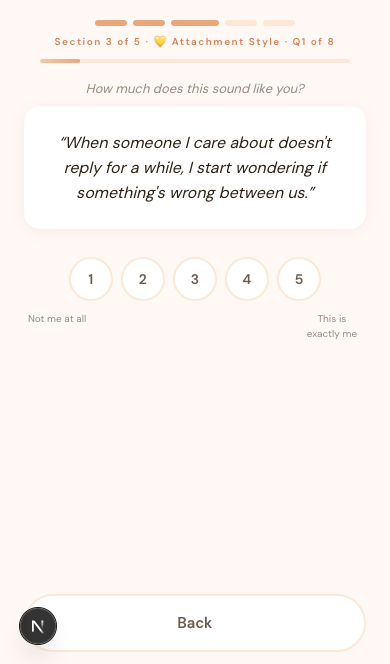 Section 3 of 5 · 💛 Attachment Style · Q1 of 8
How much does this sound like you?
“When someone I care about doesn't
reply for a while, I start wondering if
something's wrong between us.”
1 2 3 4 5
Not me at all
This is
exactly me
Back
N